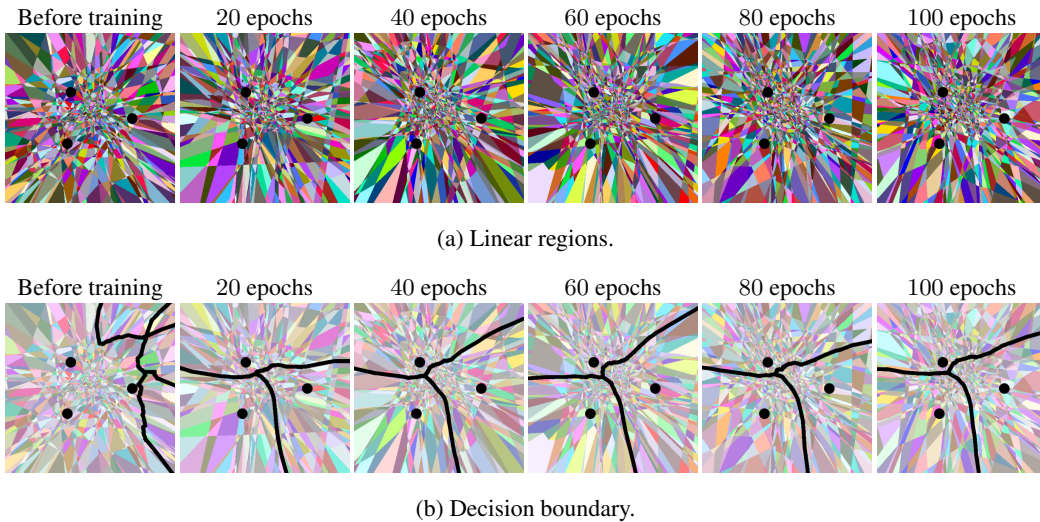 Before training 20 epochs 40 epochs 60 epochs 80 epochs 100 epochs
(a) Linear regions.
Before training 20 epochs 40 epochs 60 epochs 80 epochs 100 epochs
(b) Decision boundary.